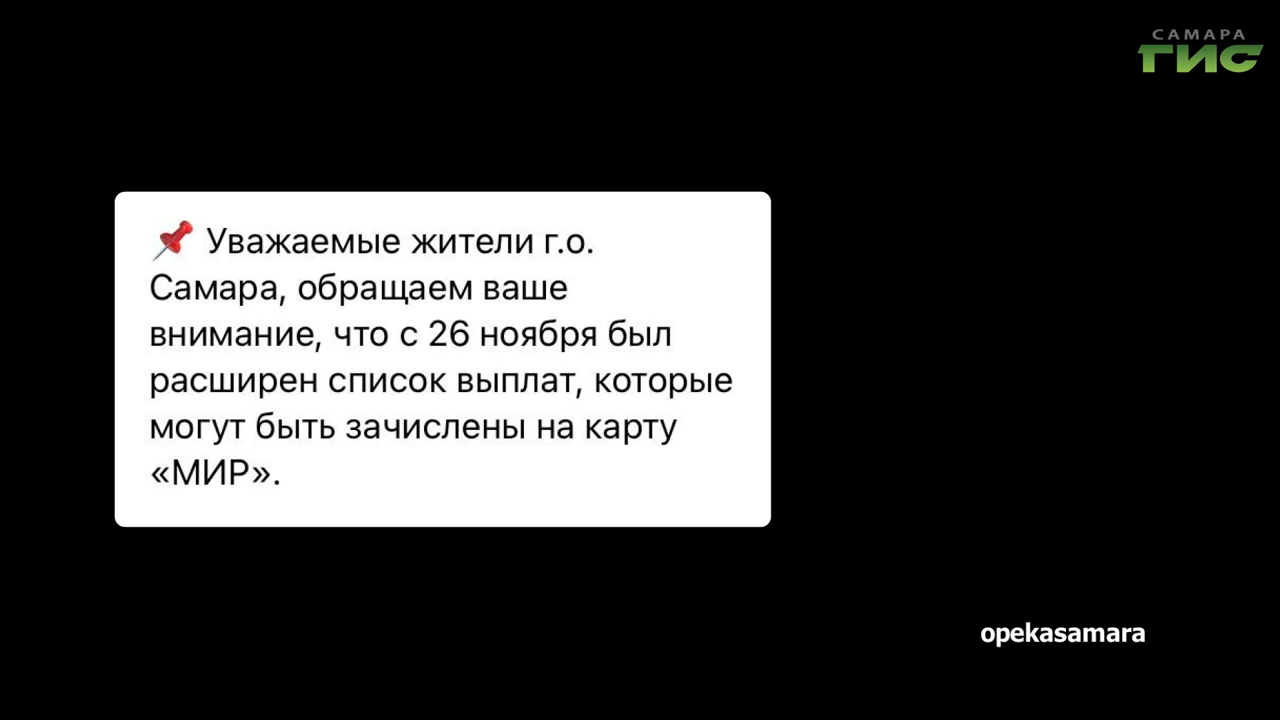 САМАРА
ГИС
📌 Уважаемые жители г.о.
Самара, обращаем ваше
внимание, что с 26 ноября был
расширен список выплат, которые
могут быть зачислены на карту
«МИР».
opekasamara